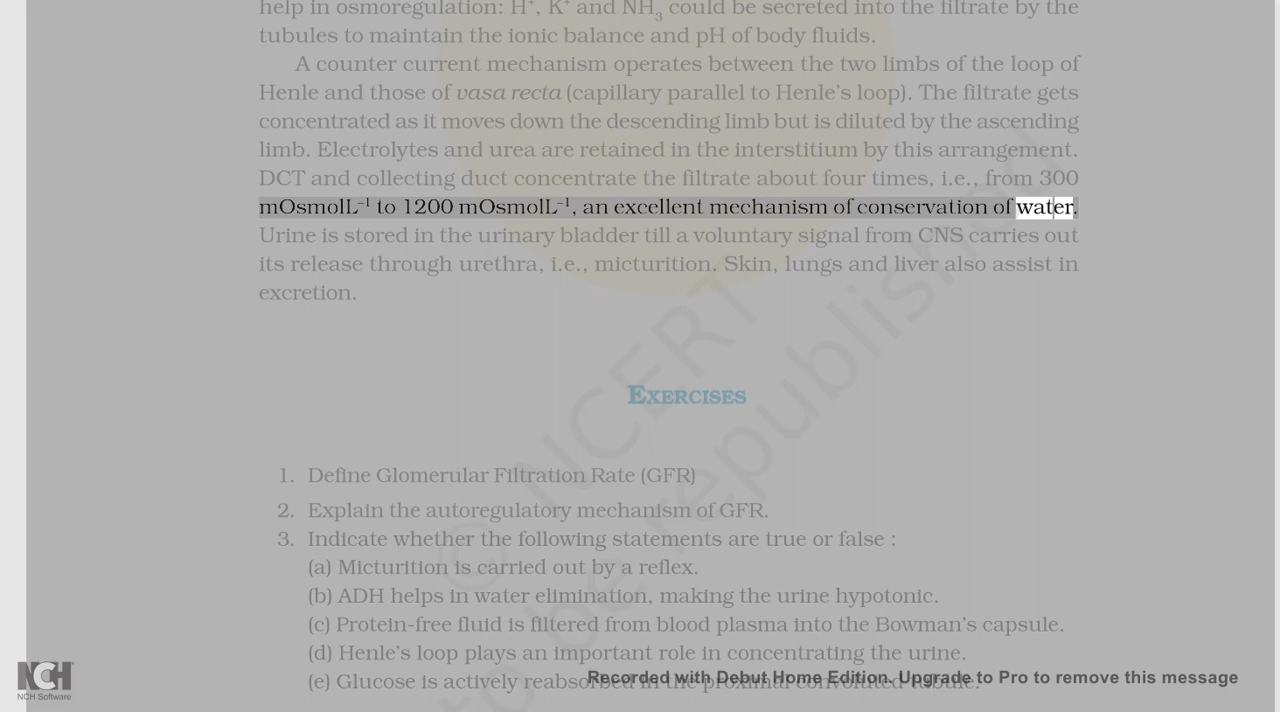 help in osmoregulation: H⁺, K⁺ and NH₃ could be secreted into the filtrate by the
tubules to maintain the ionic balance and pH of body fluids.
A counter current mechanism operates between the two limbs of the loop of
Henle and those of vasa recta (capillary parallel to Henle's loop). The filtrate gets
concentrated as it moves down the descending limb but is diluted by the ascending
limb. Electrolytes and urea are retained in the interstitium by this arrangement.
DCT and collecting duct concentrate the filtrate about four times, i.e., from 300
mOsmolL⁻¹ to 1200 mOsmolL⁻¹, an excellent mechanism of conservation of water.
Urine is stored in the urinary bladder till a voluntary signal from CNS carries out
its release through urethra, i.e., micturition. Skin, lungs and liver also assist in
excretion.
EXERCISES
1. Define Glomerular Filtration Rate (GFR)
2. Explain the autoregulatory mechanism of GFR.
3. Indicate whether the following statements are true or false :
(a) Micturition is carried out by a reflex.
(b) ADH helps in water elimination, making the urine hypotonic.
(c) Protein-free fluid is filtered from blood plasma into the Bowman's capsule.
(d) Henle's loop plays an important role in concentrating the urine.
(e) Glucose is actively reabsorbed in the proximal convoluted tubule.
© NCERT
to be republished
NCH
NCH Software
Recorded with Debut Home Edition. Upgrade to Pro to remove this message